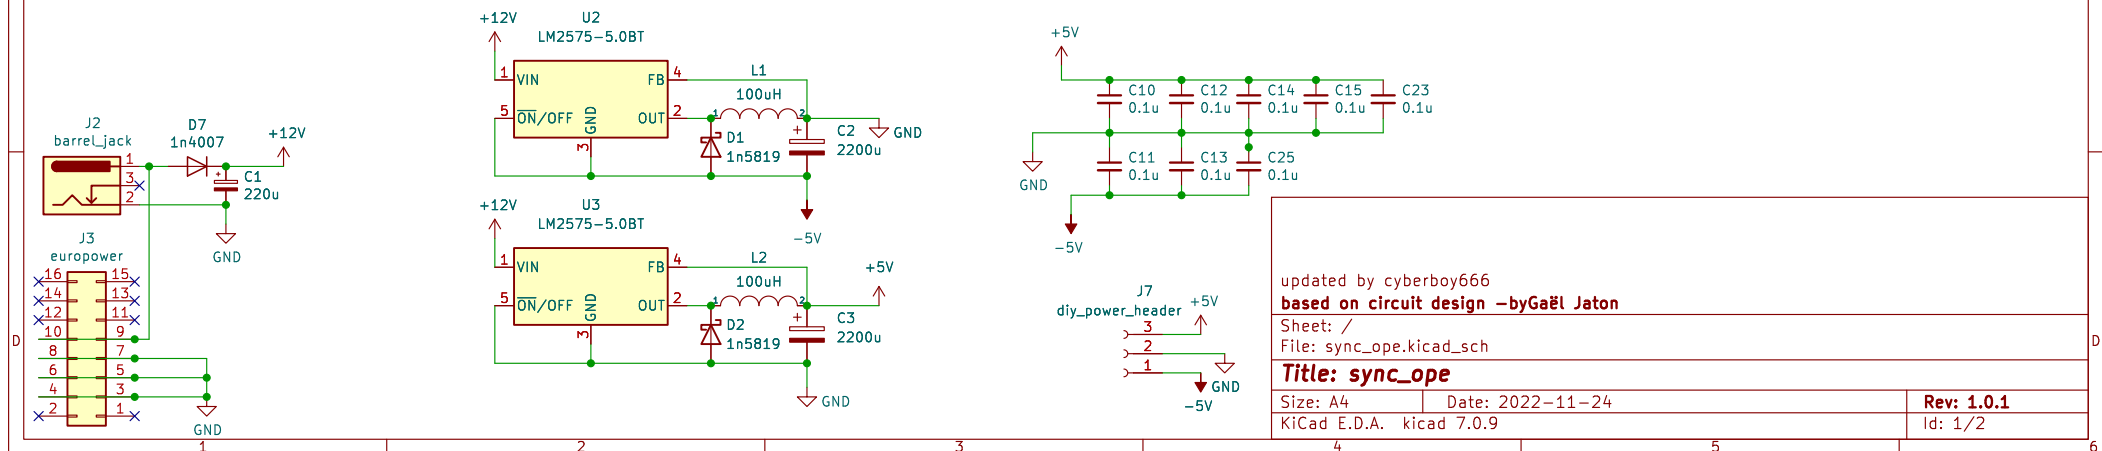 J2
barrel_jack
1
3
2
D7
1n4007
+12V
+
C1
220u
GND
J3
europower
16 15
14 13
12 11
10 9
8 7
6 5
4 3
2 1
GND
+12V
U2
LM2575-5.0BT
1 VIN
FB 4
5 ON/OFF
OUT 2
GND
3
L1
100uH
1 2
D1
1n5819
+
C2
2200u
GND
-5V
+12V
U3
LM2575-5.0BT
1 VIN
FB 4
5 ON/OFF
OUT 2
GND
3
L2
100uH
1 2
D2
1n5819
+
C3
2200u
+5V
GND
+5V
C10
0.1u
C12
0.1u
C14
0.1u
C15
0.1u
C23
0.1u
GND
C11
0.1u
C13
0.1u
C25
0.1u
-5V
J7
diy_power_header
3
2
1
+5V
GND
-5V
updated by cyberboy666
based on circuit design -byGaël Jaton
Sheet: /
File: sync_ope.kicad_sch
Title: sync_ope
Size: A4 Date: 2022-11-24 Rev: 1.0.1
KiCad E.D.A. kicad 7.0.9 Id: 1/2
D D
1 2 3 4 5 6